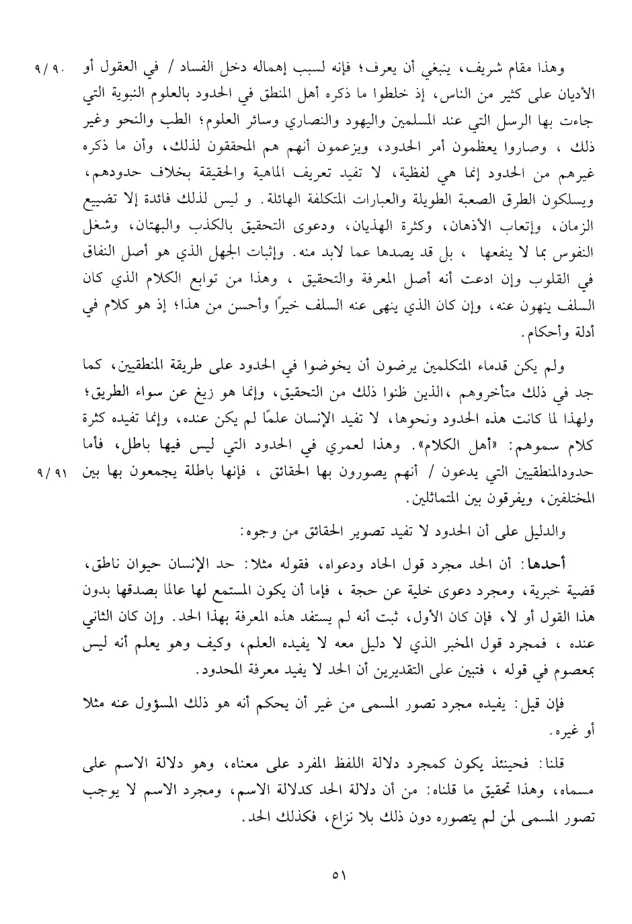 وهذا مقام شريف، ينبغي أن يعرف؛ فإنه لسبب إهماله دخل الفساد / في العقول أو ٩/٩٠
الأديان على كثير من الناس، إذ خلطوا ما ذكره أهل المنطق في الحدود بالعلوم النبوية التي
جاءت بها الرسل التي عند المسلمين واليهود والنصاري وسائر العلوم؛ الطب والنحو وغير
ذلك ، وصاروا يعظمون أمر الحدود، ويزعمون أنهم هم المحققون لذلك، وأن ما ذكره
غيرهم من الحدود إنما هي لفظية، لا تفيد تعريف الماهية والحقيقة بخلاف حدودهم،
ويسلكون الطرق الصعبة الطويلة والعبارات المتكلفة الهائلة. و ليس لذلك فائدة إلا تضييع
الزمان، وإتعاب الأذهان، وكثرة الهذيان، ودعوى التحقيق بالكذب والبهتان، وشغل
النفوس بما لا ينفعها ، بل قد يصدها عما لابد منه. وإثبات الجهل الذي هو أصل النفاق
في القلوب وإن ادعت أنه أصل المعرفة والتحقيق ، وهذا من توابع الكلام الذي كان
السلف ينهون عنه، وإن كان الذي ينهى عنه السلف خيرًا وأحسن من هذا؛ إذ هو كلام في
أدلة وأحكام.
ولم يكن قدماء المتكلمين يرضون أن يخوضوا في الحدود على طريقة المنطقيين، كما
جد في ذلك متأخروهم ،الذين ظنوا ذلك من التحقيق، وإنما هو زيغ عن سواء الطريق؛
ولهذا لما كانت هذه الحدود ونحوها، لا تفيد الإنسان علمًا لم يكن عنده، وإنما تفيده كثرة
كلام سموهم: «أهل الكلام». وهذا لعمري في الحدود التي ليس فيها باطل، فأما
حدودالمنطقيين التي يدعون / أنهم يصورون بها الحقائق ، فإنها باطلة يجمعون بها بين ٩/٩١
المختلفين، ويفرقون بين المتماثلين.
والدليل على أن الحدود لا تفيد تصوير الحقائق من وجوه:
أحدها: أن الحد مجرد قول الحاد ودعواه، فقوله مثلا: حد الإنسان حيوان ناطق،
قضية خبرية، ومجرد دعوى خلية عن حجة ، فإما أن يكون المستمع لها عالما بصدقها بدون
هذا القول أو لا، فإن كان الأول، ثبت أنه لم يستفد هذه المعرفة بهذا الحد. وإن كان الثاني
عنده ، فمجرد قول المخبر الذي لا دليل معه لا يفيده العلم، وكيف وهو يعلم أنه ليس
بمعصوم في قوله ، فتبين على التقديرين أن الحد لا يفيد معرفة المحدود.
فإن قيل: يفيده مجرد تصور المسمى من غير أن يحكم أنه هو ذلك المسؤول عنه مثلا
أو غيره.
قلنا: فحينئذ يكون كمجرد دلالة اللفظ المفرد على معناه، وهو دلالة الاسم على
مسماه، وهذا تحقيق ما قلناه: من أن دلالة الحد كدلالة الاسم، ومجرد الاسم لا يوجب
تصور المسمى لمن لم يتصوره دون ذلك بلا نزاع، فكذلك الحد.
٥١